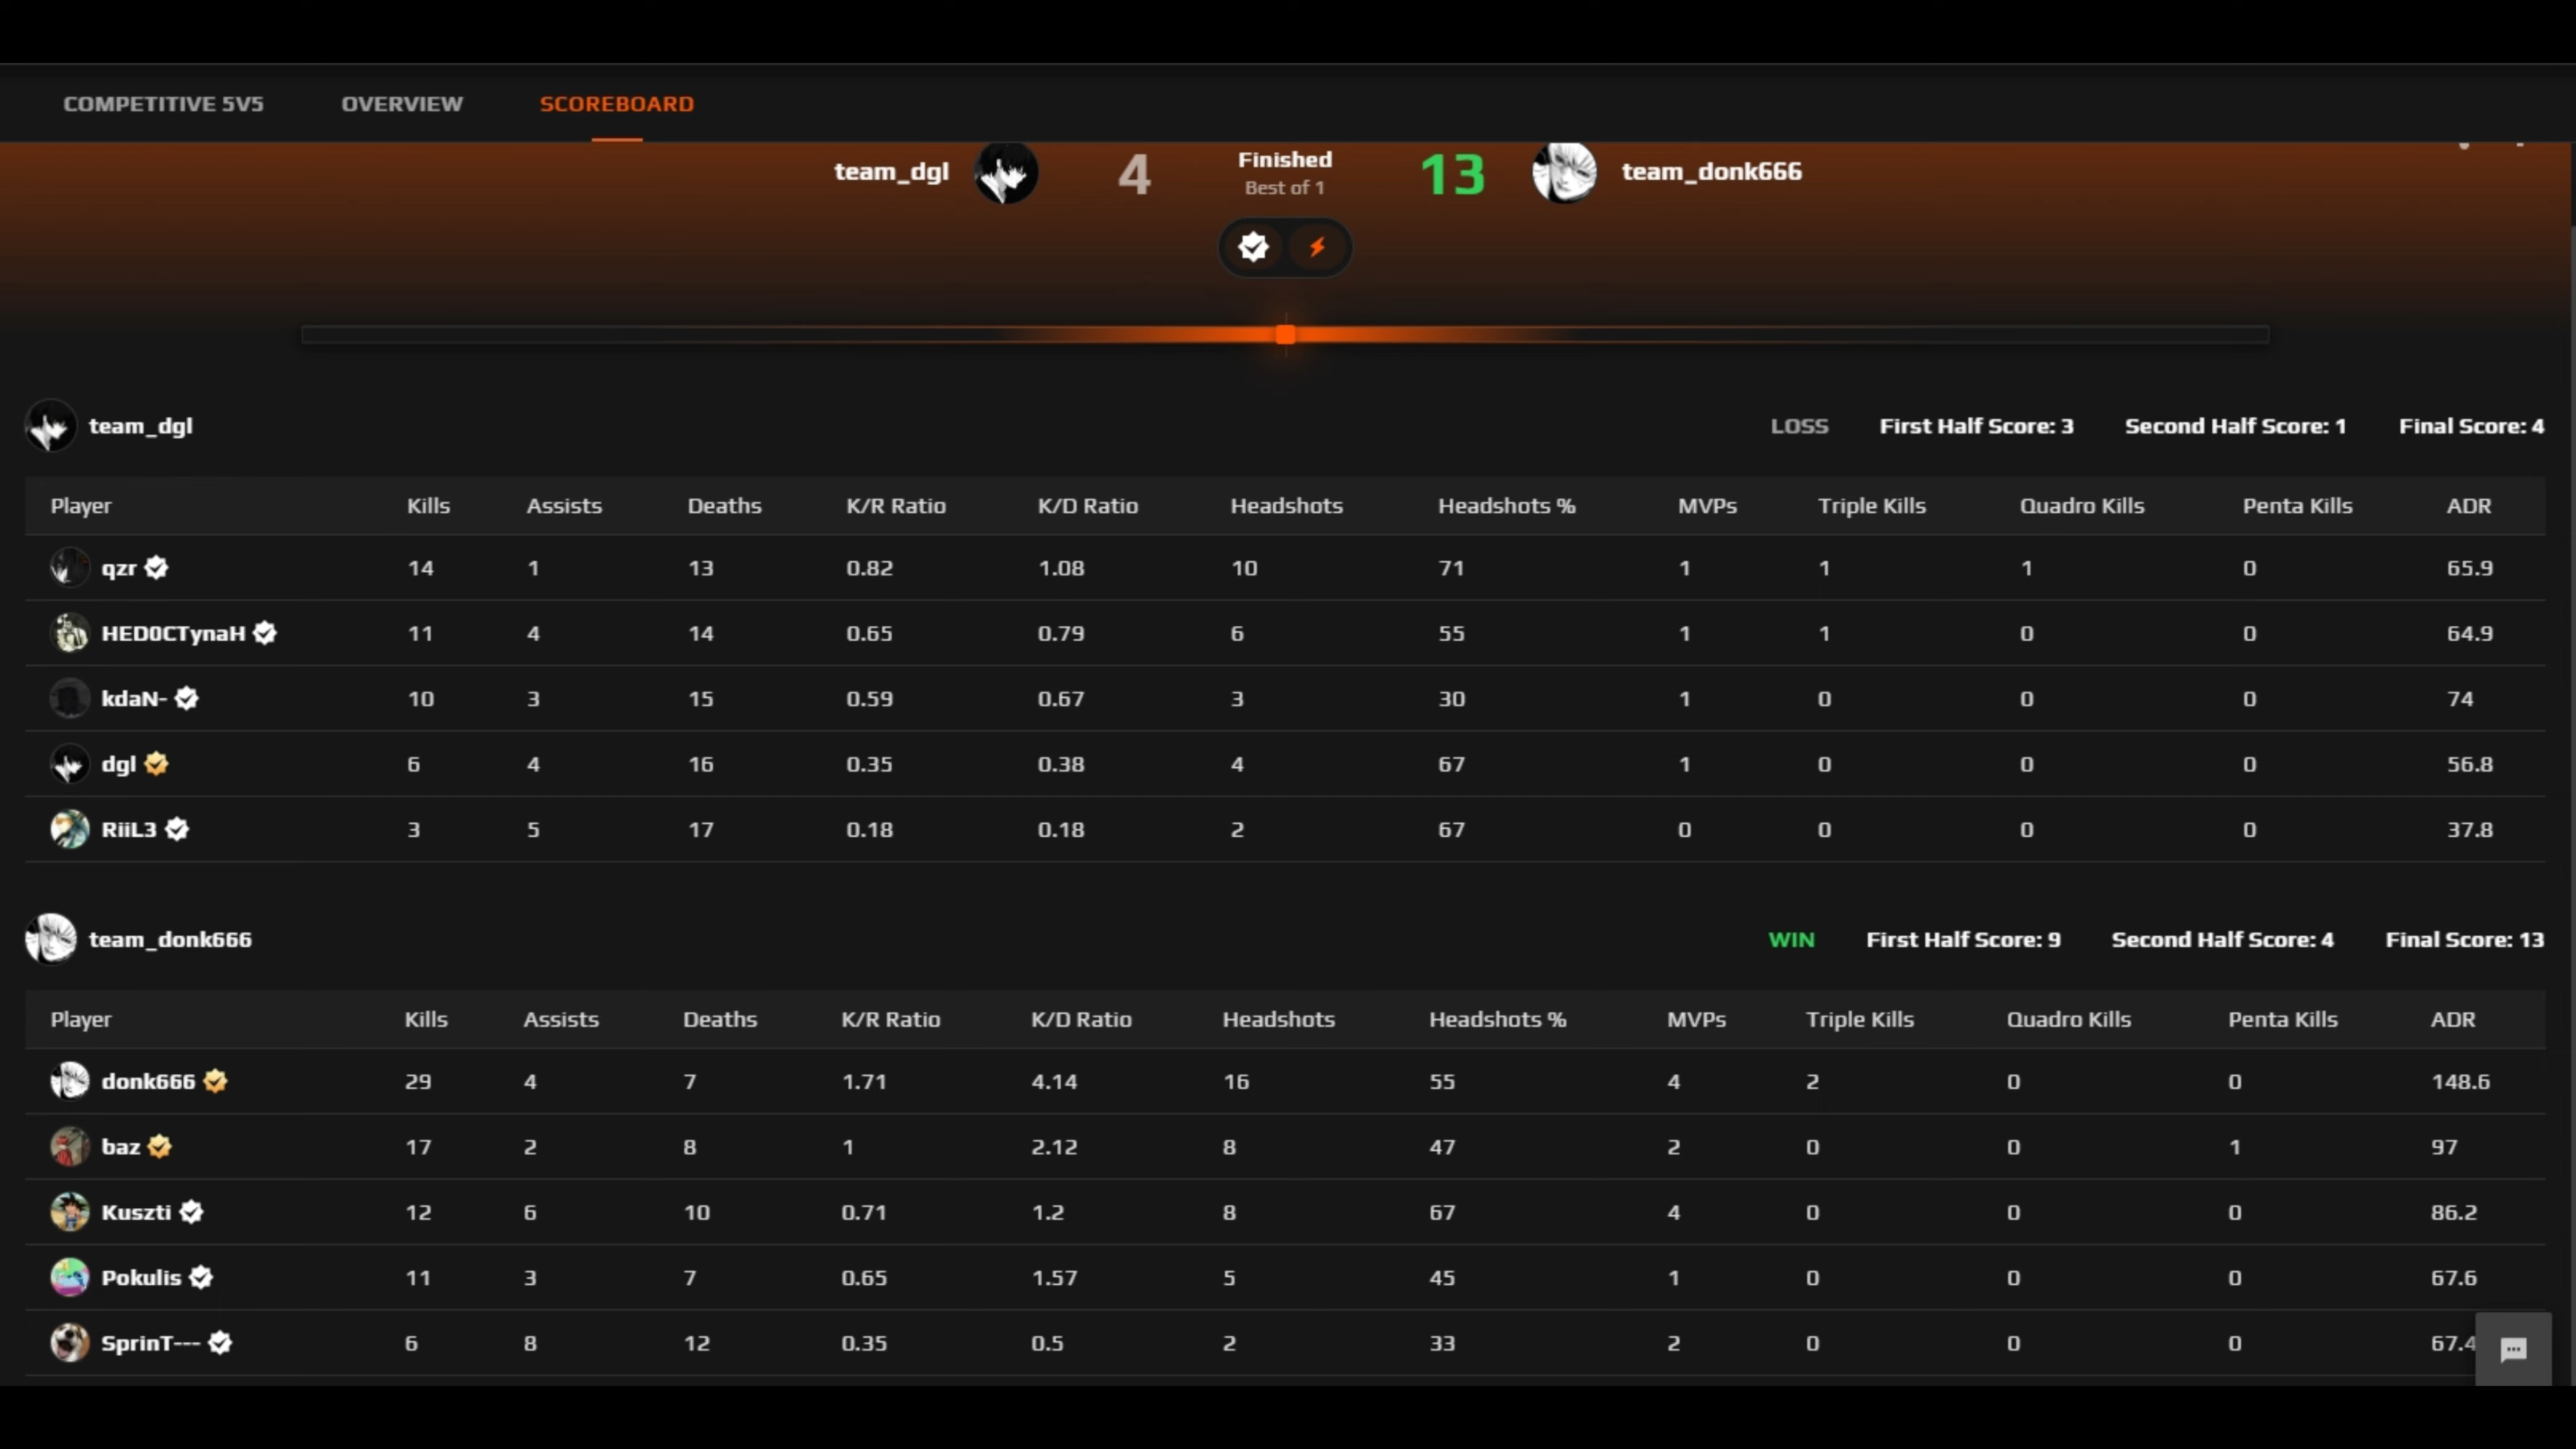 COMPETITIVE 5V5 OVERVIEW SCOREBOARD
team_dgl 4 Finished 13 team_donk666
Best of 1
team_dgl LOSS First Half Score: 3 Second Half Score: 1 Final Score: 4
Player Kills Assists Deaths K/R Ratio K/D Ratio Headshots Headshots % MVPs Triple Kills Quadro Kills Penta Kills ADR
qzr 14 1 13 0.82 1.08 10 71 1 1 1 0 65.9
HED0CTynaH 11 4 14 0.65 0.79 6 55 1 1 0 0 64.9
kdaN- 10 3 15 0.59 0.67 3 30 1 0 0 0 74
dgl 6 4 16 0.35 0.38 4 67 1 0 0 0 56.8
RiiL3 3 5 17 0.18 0.18 2 67 0 0 0 0 37.8
team_donk666 WIN First Half Score: 9 Second Half Score: 4 Final Score: 13
Player Kills Assists Deaths K/R Ratio K/D Ratio Headshots Headshots % MVPs Triple Kills Quadro Kills Penta Kills ADR
donk666 29 4 7 1.71 4.14 16 55 4 2 0 0 148.6
baz 17 2 8 1 2.12 8 47 2 0 0 1 97
Kuszti 12 6 10 0.71 1.2 8 67 4 0 0 0 86.2
Pokulis 11 3 7 0.65 1.57 5 45 1 0 0 0 67.6
SprinT--- 6 8 12 0.35 0.5 2 33 2 0 0 0 67.4